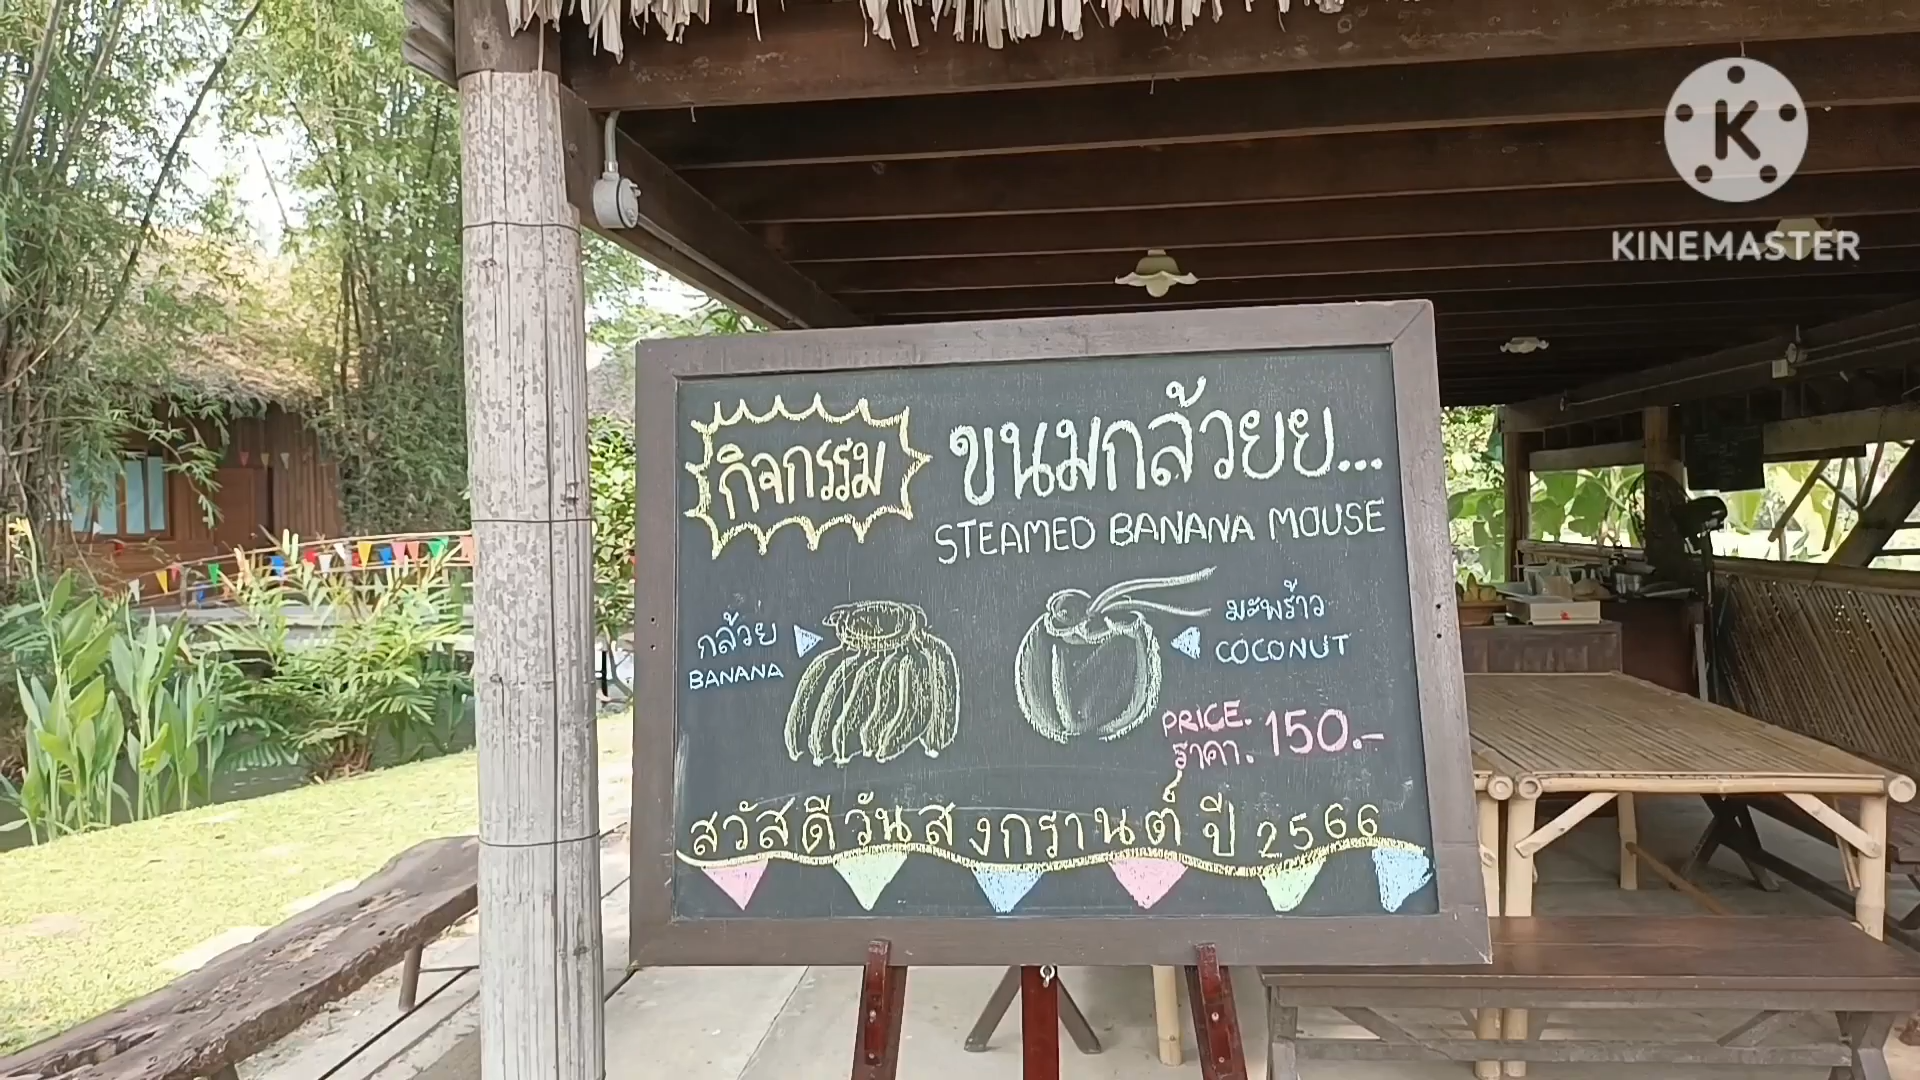 K
KINEMASTER
กิจกรรม
ขนมกล้วยย...
STEAMED BANANA MOUSE
กล้วย
BANANA
มะพร้าว
COCONUT
PRICE.
ราคา. 150.-
สวัสดีวันสงกรานต์ ปี 2566